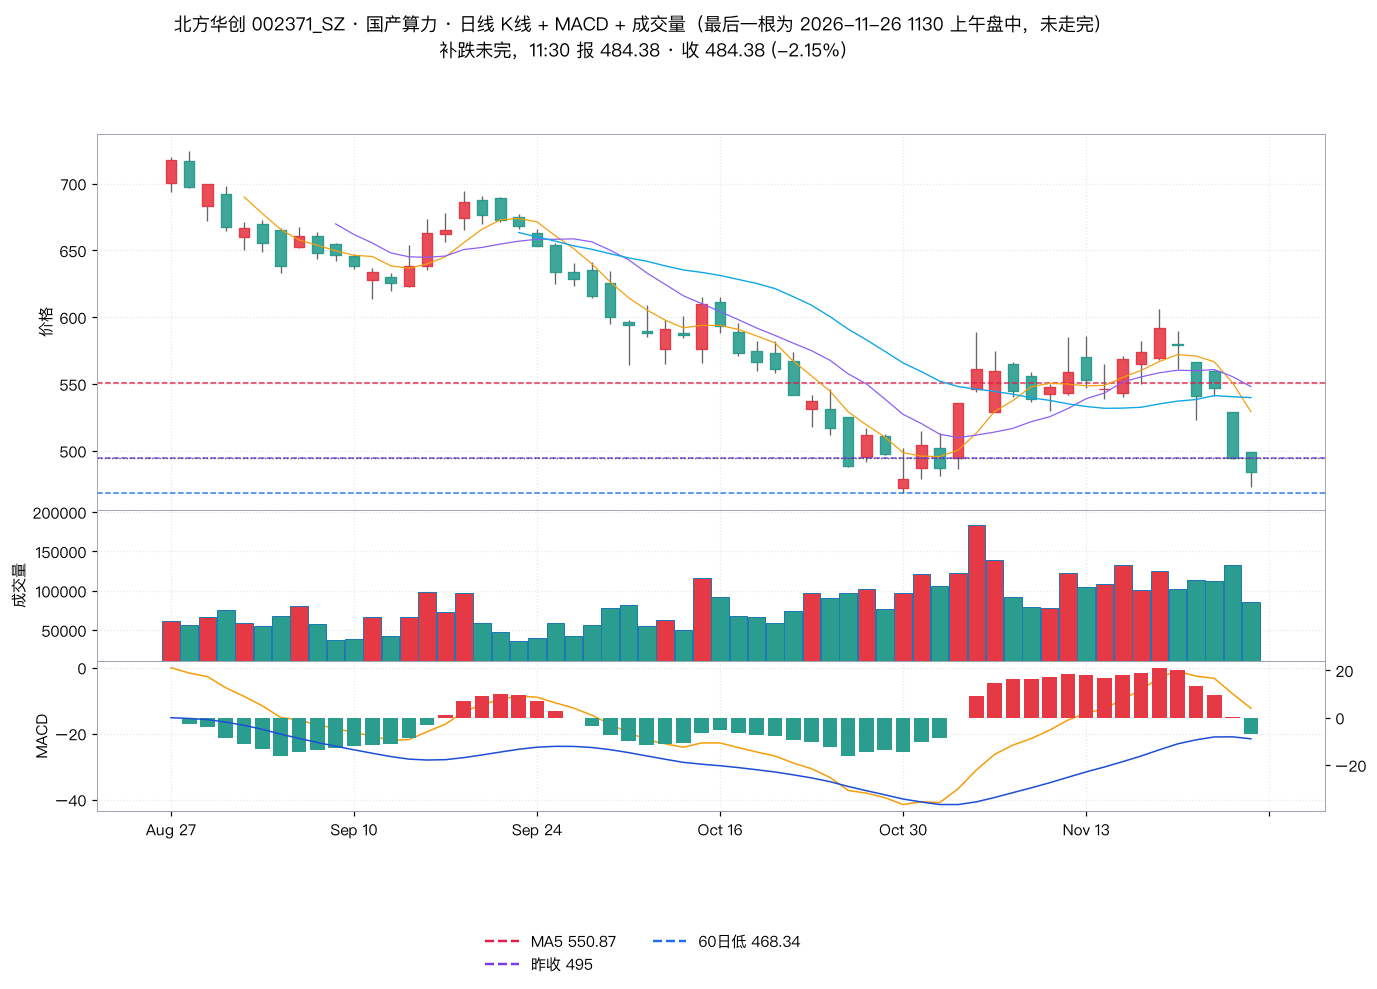 北方华创 002371_SZ · 国产算力 · 日线 K线 + MACD + 成交量（最后一根为 2026–11–26 1130 上午盘中，未走完）
补跌未完，11:30 报 484.38 · 收 484.38 (−2.15%)
价格
700
650
600
550
500
成交量
200000
150000
100000
50000
MACD
0
−20
−40
20
0
−20
Aug 27
Sep 10
Sep 24
Oct 16
Oct 30
Nov 13
MA5 550.87
60日低 468.34
昨收 495